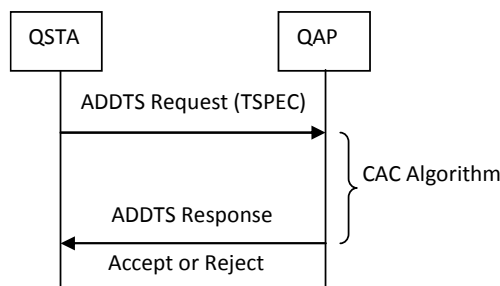 QSTA
QAP
ADDTS Request (TSPEC)
CAC Algorithm
ADDTS Response
Accept or Reject